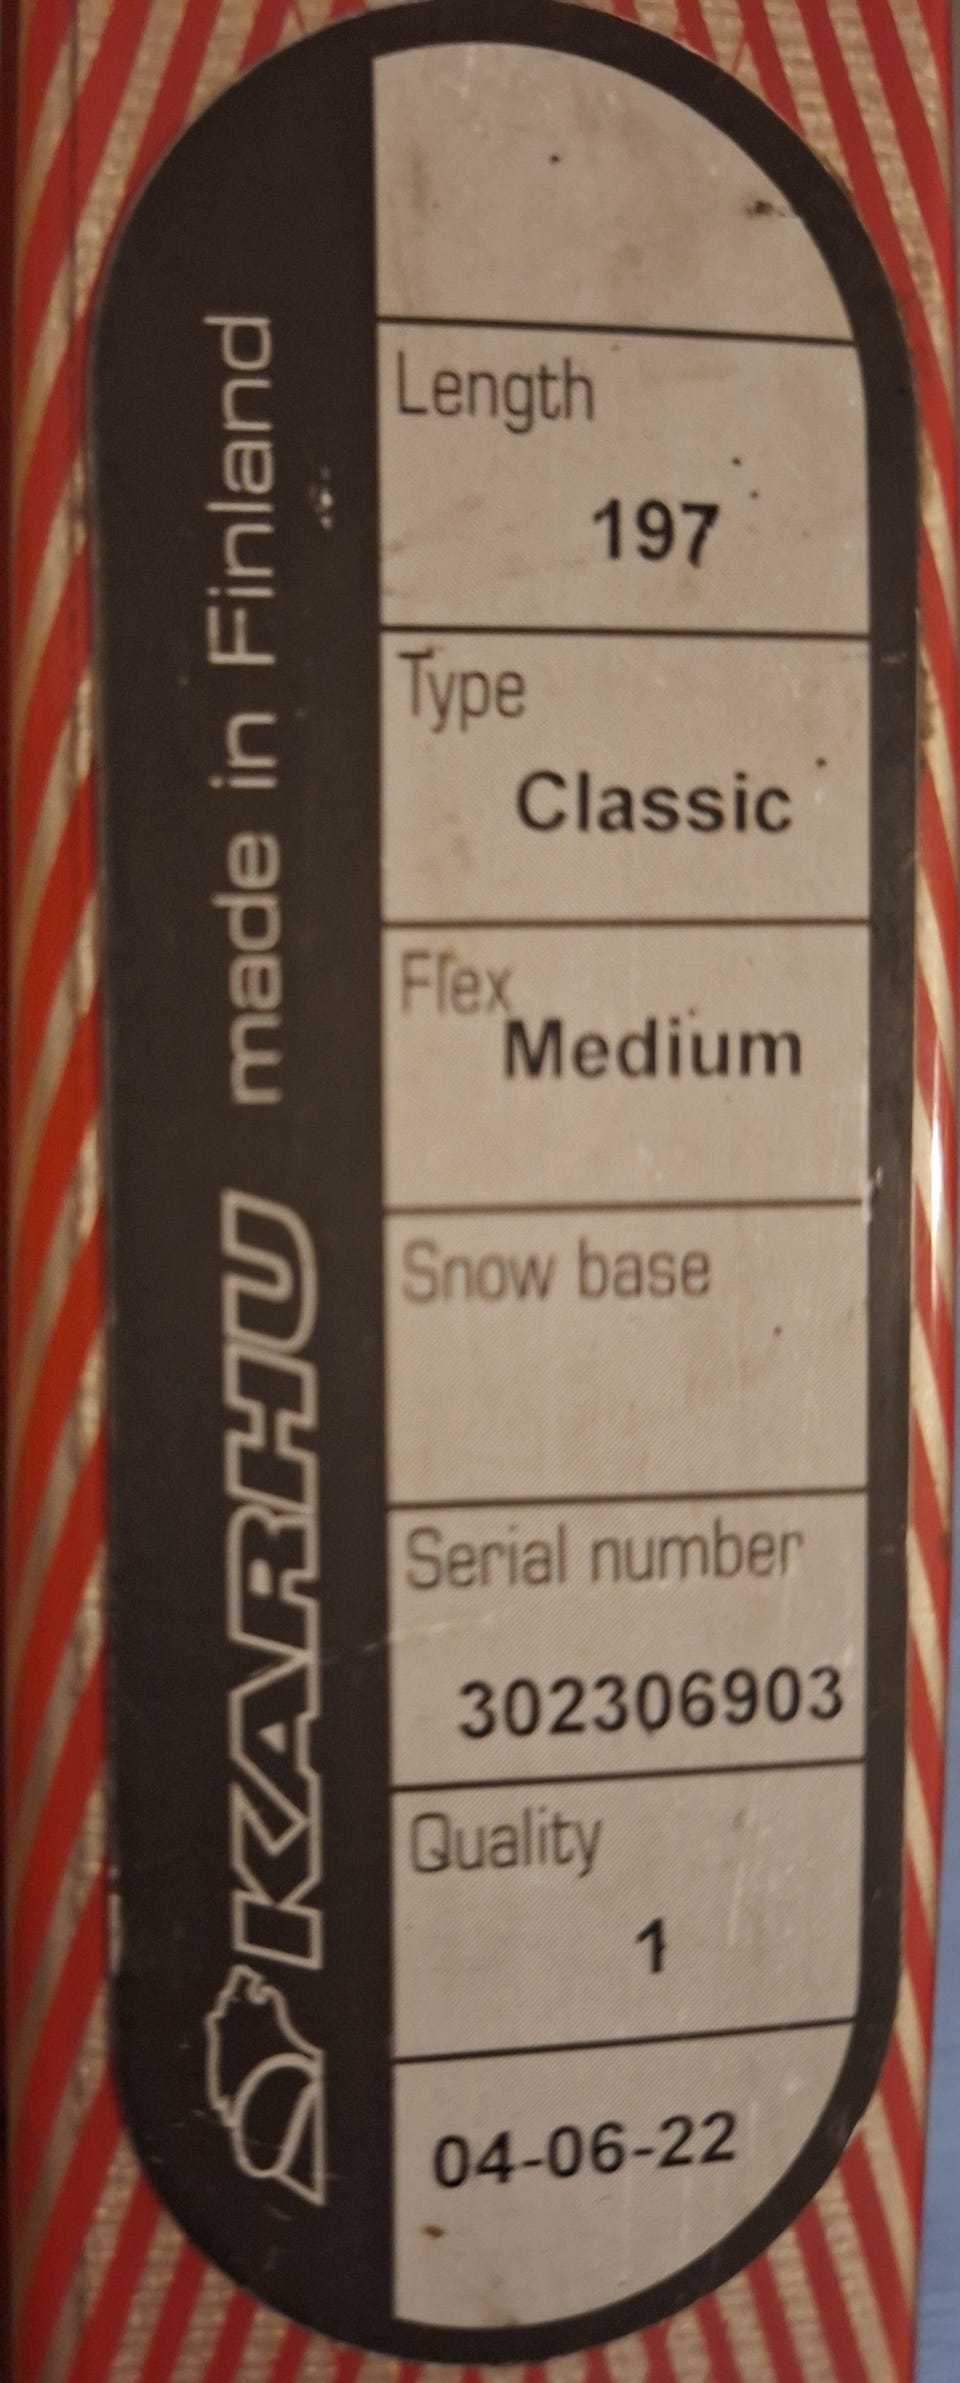 KARHU made in Finland
Length
197
Type
Classic
Flex
Medium
Snow base
Serial number
302306903
Quality
1
04-06-22